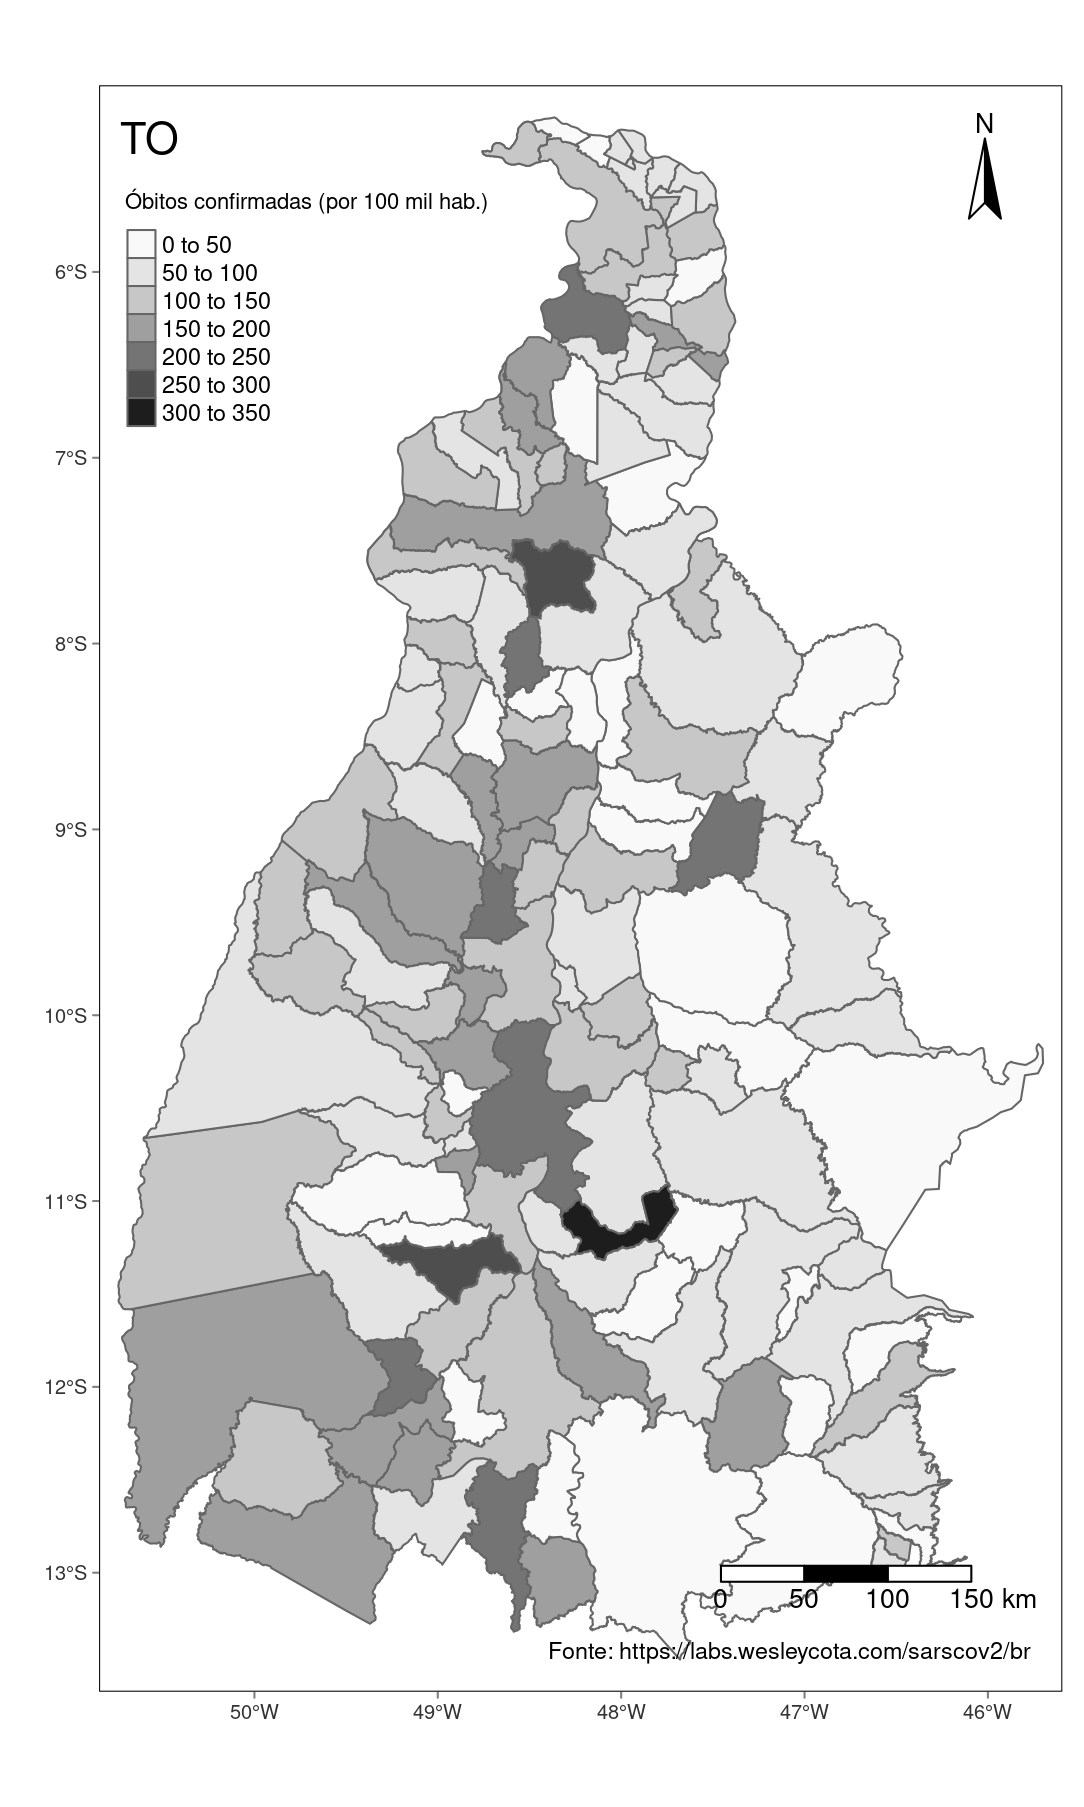 TO
N
Óbitos confirmadas (por 100 mil hab.)
0 to 50
50 to 100
100 to 150
150 to 200
200 to 250
250 to 300
300 to 350
6°S
7°S
8°S
9°S
10°S
11°S
12°S
13°S
0 50 100 150 km
Fonte: https://labs.wesleycota.com/sarscov2/br
50°W 49°W 48°W 47°W 46°W